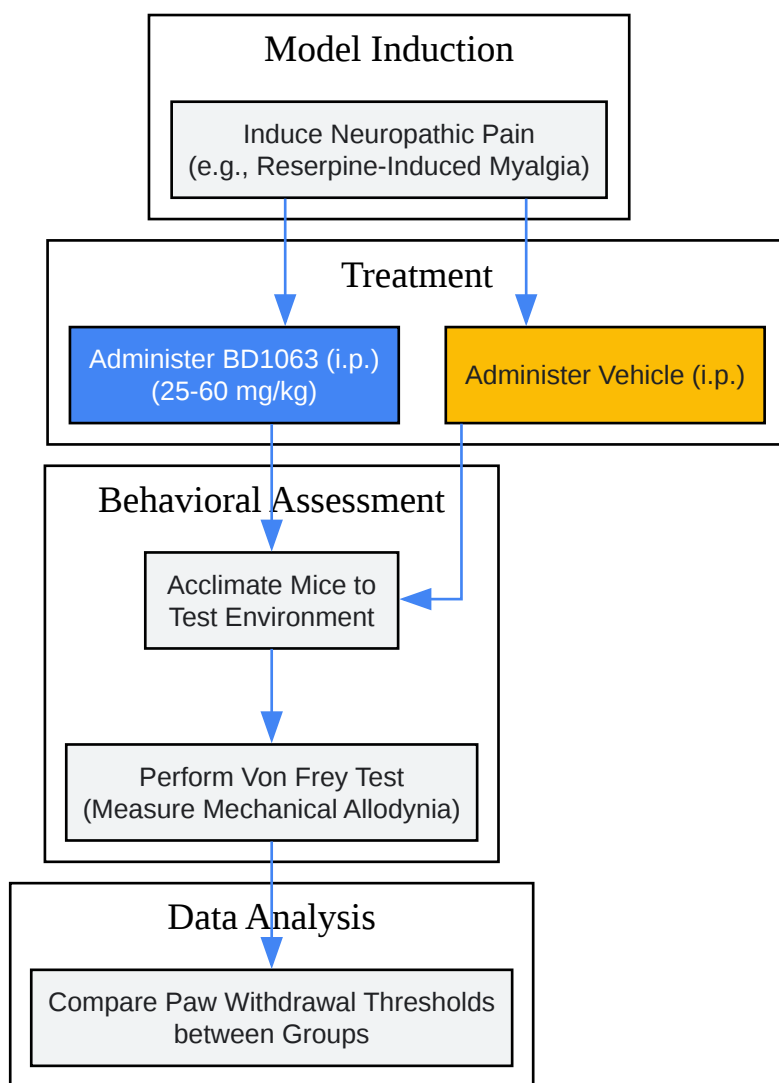 Model Induction
Induce Neuropathic Pain
(e.g., Reserpine-Induced Myalgia)
Treatment
Administer BD1063 (i.p.)
(25-60 mg/kg)
Administer Vehicle (i.p.)
Behavioral Assessment
Acclimate Mice to
Test Environment
Perform Von Frey Test
(Measure Mechanical Allodynia)
Data Analysis
Compare Paw Withdrawal Thresholds
between Groups